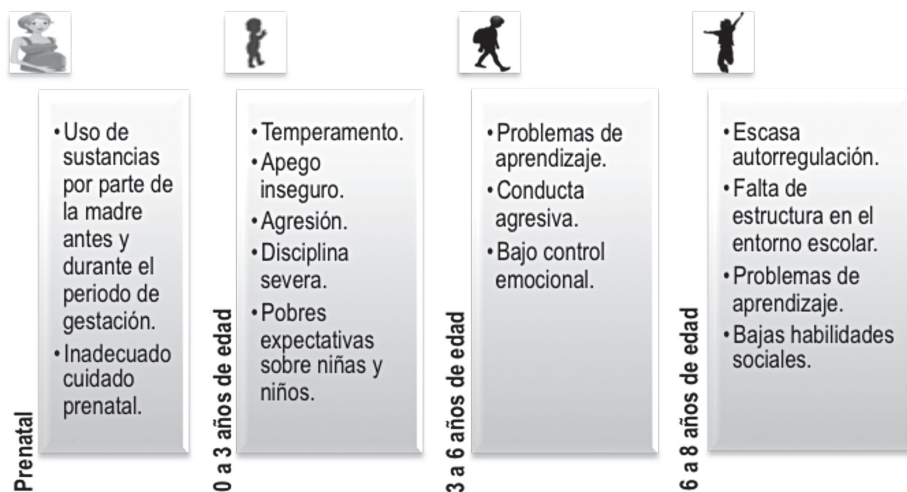 Prenatal
• Uso de
sustancias
por parte de
la madre
antes y
durante el
periodo de
gestación.
• Inadecuado
cuidado
prenatal.
0 a 3 años de edad
• Temperamento.
• Apego
inseguro.
• Agresión.
• Disciplina
severa.
• Pobres
expectativas
sobre niñas y
niños.
3 a 6 años de edad
• Problemas de
aprendizaje.
• Conducta
agresiva.
• Bajo control
emocional.
6 a 8 años de edad
• Escasa
autorregulación.
• Falta de
estructura en el
entorno escolar.
• Problemas de
aprendizaje.
• Bajas habilidades
sociales.